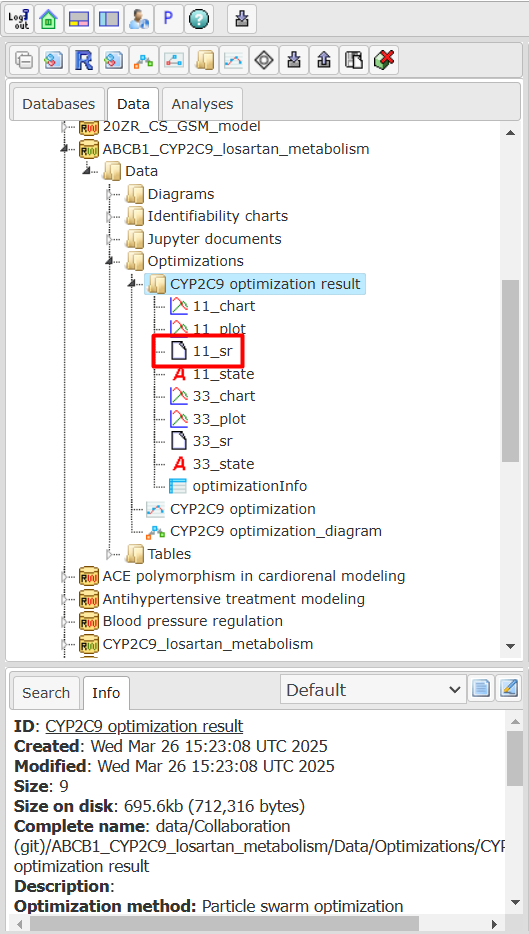 Log out
P
?
R
Databases
Data
Analyses
20ZR_CS_GSM_model
ABCB1_CYP2C9_losartan_metabolism
Data
Diagrams
Identifiability charts
Jupyter documents
Optimizations
CYP2C9 optimization result
11_chart
11_plot
11_sr
11_state
33_chart
33_plot
33_sr
33_state
optimizationInfo
CYP2C9 optimization
CYP2C9 optimization_diagram
Tables
ACE polymorphism in cardiorenal modeling
Antihypertensive treatment modeling
Blood pressure regulation
CYP2C9_losartan_metabolism
Search
Info
Default
ID: CYP2C9 optimization result
Created: Wed Mar 26 15:23:08 UTC 2025
Modified: Wed Mar 26 15:23:08 UTC 2025
Size: 9
Size on disk: 695.6kb (712,316 bytes)
Complete name: data/Collaboration
(git)/ABCB1_CYP2C9_losartan_metabolism/Data/Optimizations/CYP
optimization result
Description:
Optimization method: Particle swarm optimization